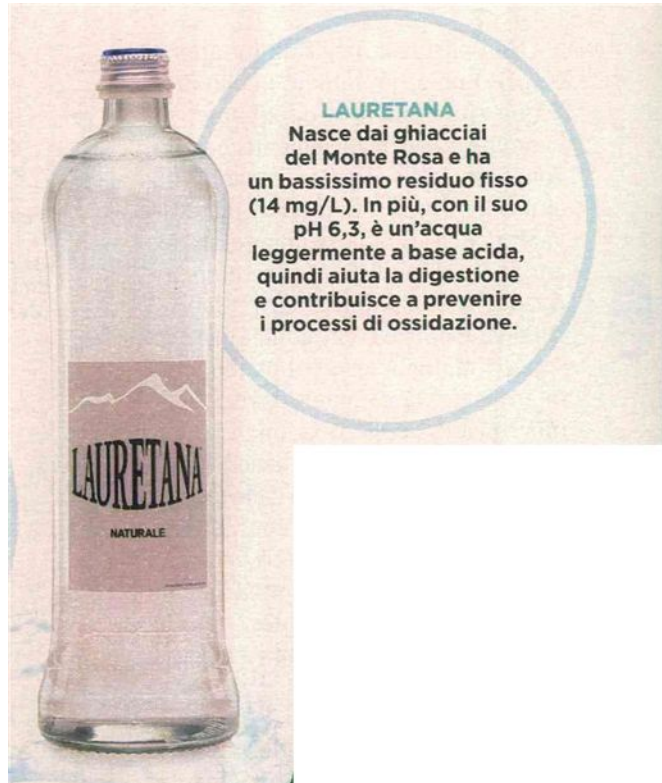 LAURETANA
Nasce dai ghiacciai
del Monte Rosa e ha
un bassissimo residuo fisso
(14 mg/L). In più, con il suo
pH 6,3, è un'acqua
leggermente a base acida,
quindi aiuta la digestione
e contribuisce a prevenire
i processi di ossidazione.
LAURETANA
NATURALE